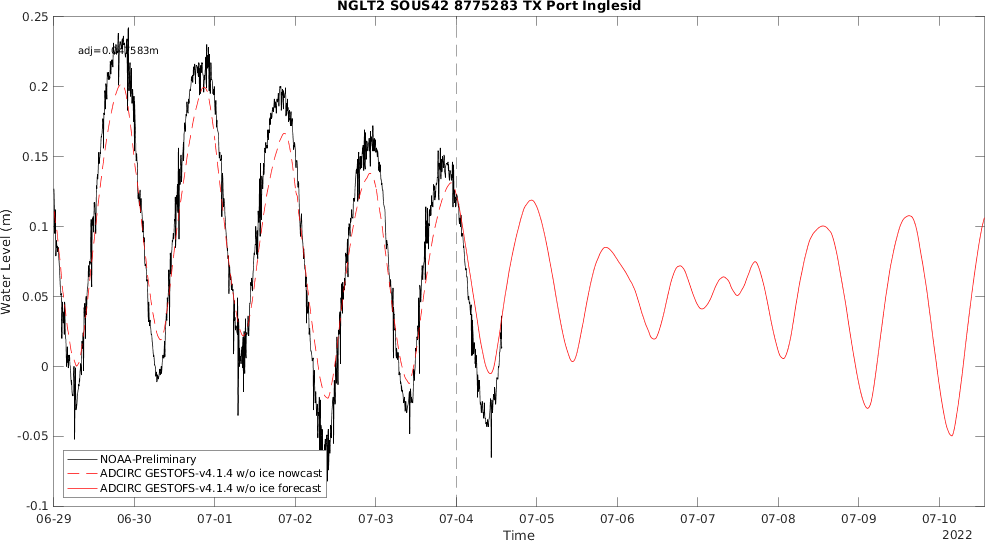 NGLT2 SOUS42 8775283 TX Port Inglesid
0.25
0.2
0.15
0.1
0.05
0
-0.05
-0.1
Water Level (m)
NOAA-Preliminary
ADCIRC GESTOFS-v4.1.4 w/o ice nowcast
ADCIRC GESTOFS-v4.1.4 w/o ice forecast
06-29 06-30 07-01 07-02 07-03 07-04 07-05 07-06 07-07 07-08 07-09 07-10
Time
2022